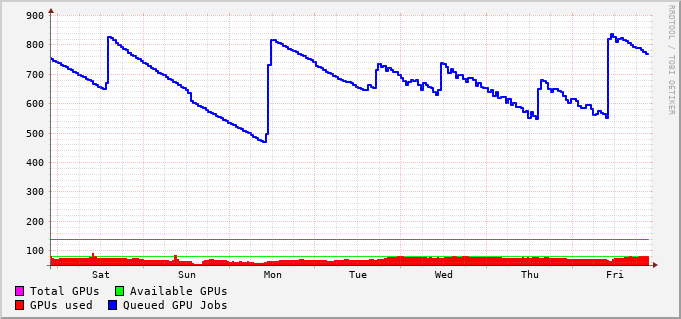 900
800
700
600
500
400
300
200
100
Sat Sun Mon Tue Wed Thu Fri
Total GPUs Available GPUs
GPUs used Queued GPU Jobs
RRDTOOL / TOBI OETIKER